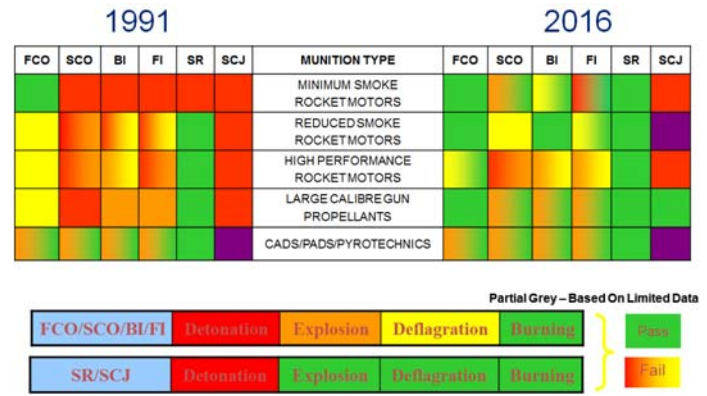 1991 2016
FCO SCO BI FI SR SCJ MUNITION TYPE FCO SCO BI FI SR SCJ
MINIMUM SMOKE
ROCKET MOTORS
REDUCED SMOKE
ROCKET MOTORS
HIGH PERFORMANCE
ROCKET MOTORS
LARGE CALIBRE GUN
PROPELLANTS
CADS/PADS/PYROTECHNICS
Partial Grey – Based On Limited Data
FCO/SCO/BI/FI Detonation Explosion Deflagration Burning Pass
SR/SCJ Detonation Explosion Deflagration Burning Fail